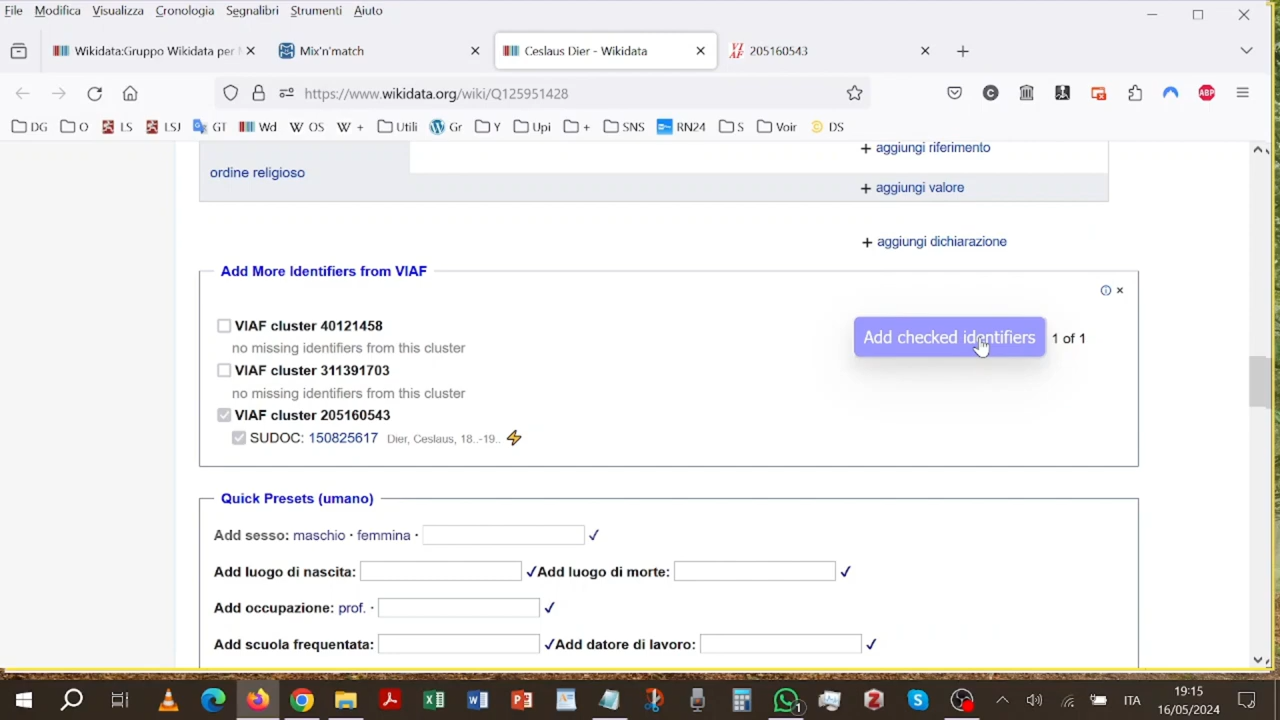 File Modifica Visualizza Cronologia Segnalibri Strumenti Aiuto
Wikidata:Gruppo Wikidata per
Mix'n'match
Ceslaus Dier - Wikidata
VIAF 205160543
https://www.wikidata.org/wiki/Q125951428
C ABP
DG O LS LSJ GT Wd W OS W + Utili Gr Y Upi + SNS RN24 S Voir DS
+ aggiungi riferimento
ordine religioso
+ aggiungi valore
+ aggiungi dichiarazione
Add More Identifiers from VIAF
VIAF cluster 40121458
Add checked identifiers 1 of 1
no missing identifiers from this cluster
VIAF cluster 311391703
no missing identifiers from this cluster
VIAF cluster 205160543
SUDOC: 150825617 Dier, Ceslaus, 18..-19..
Quick Presets (umano)
Add sesso: maschio · femmina ·
Add luogo di nascita: Add luogo di morte:
Add occupazione: prof. ·
Add scuola frequentata: Add datore di lavoro:
1
ITA
19:15
16/05/2024